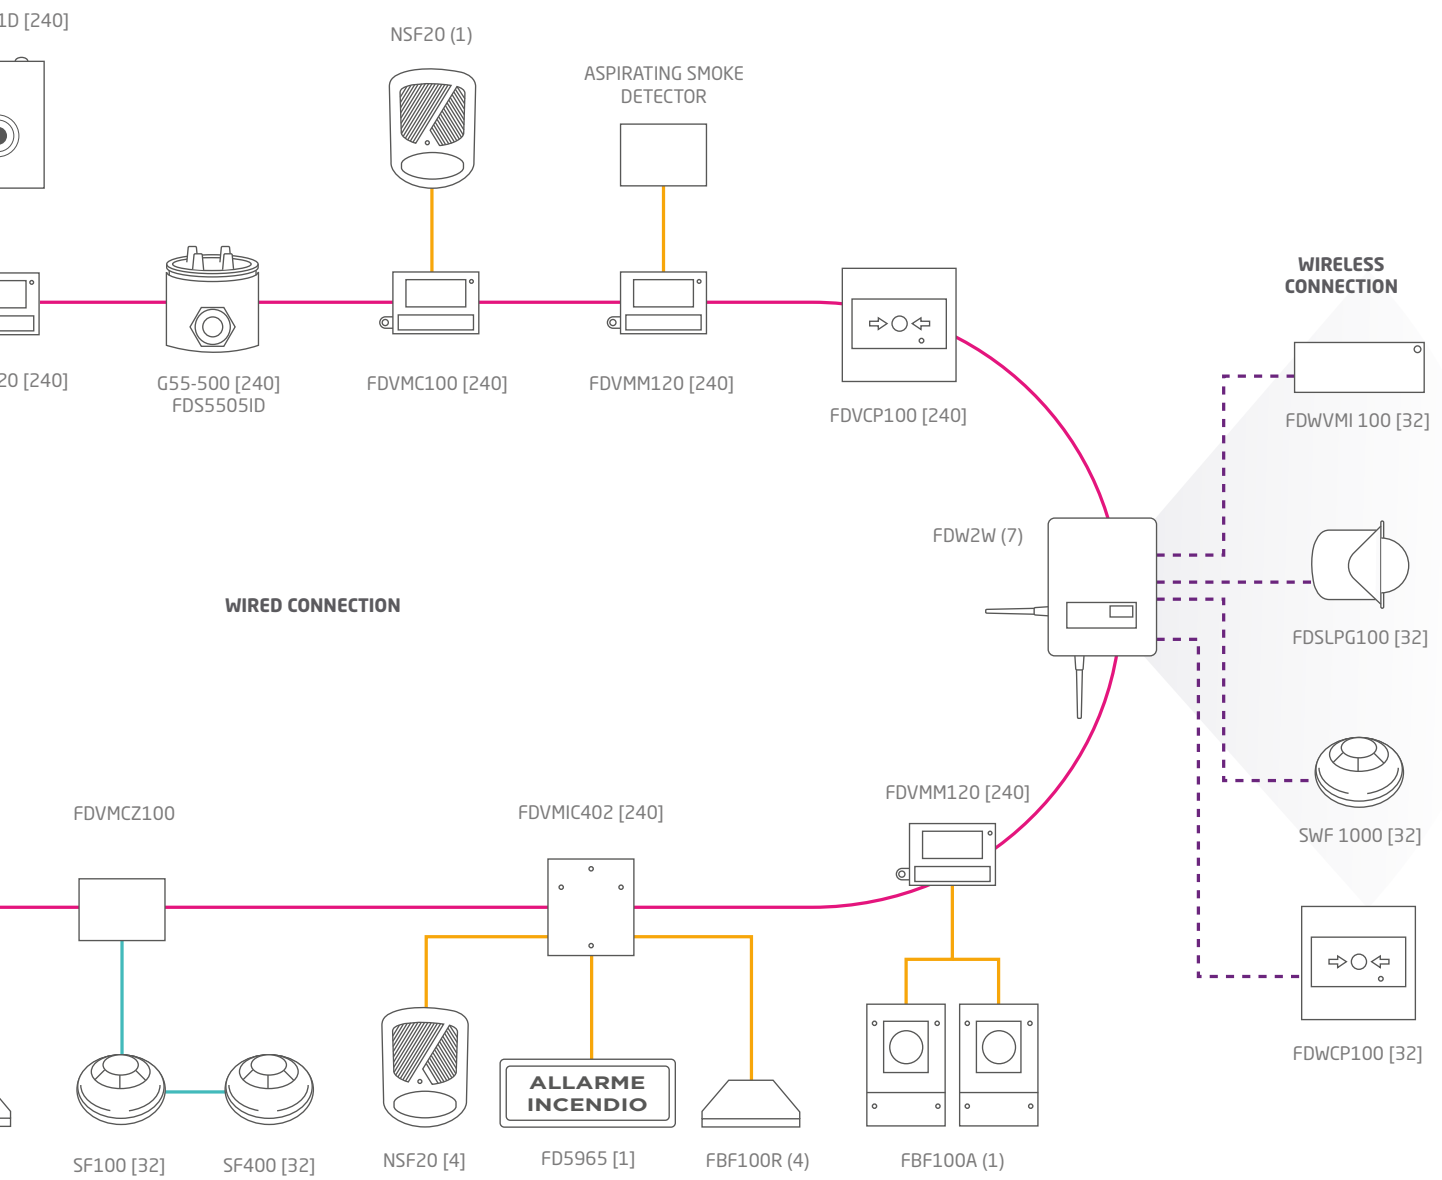 1D [240]
NSF20 (1)
ASPIRATING SMOKE
DETECTOR
WIRELESS
CONNECTION
20 [240]
G55-500 [240]
FDS5505ID
FDVMC100 [240]
FDVMM120 [240]
FDVCP100 [240]
FDWVMI 100 [32]
FDW2W (7)
WIRED CONNECTION
FDSLPG100 [32]
FDVMM120 [240]
FDVMCZ100
FDVMIC402 [240]
SWF 1000 [32]
FDWCP100 [32]
ALLARME
INCENDIO
SF100 [32]
SF400 [32]
NSF20 [4]
FD5965 [1]
FBF100R (4)
FBF100A (1)